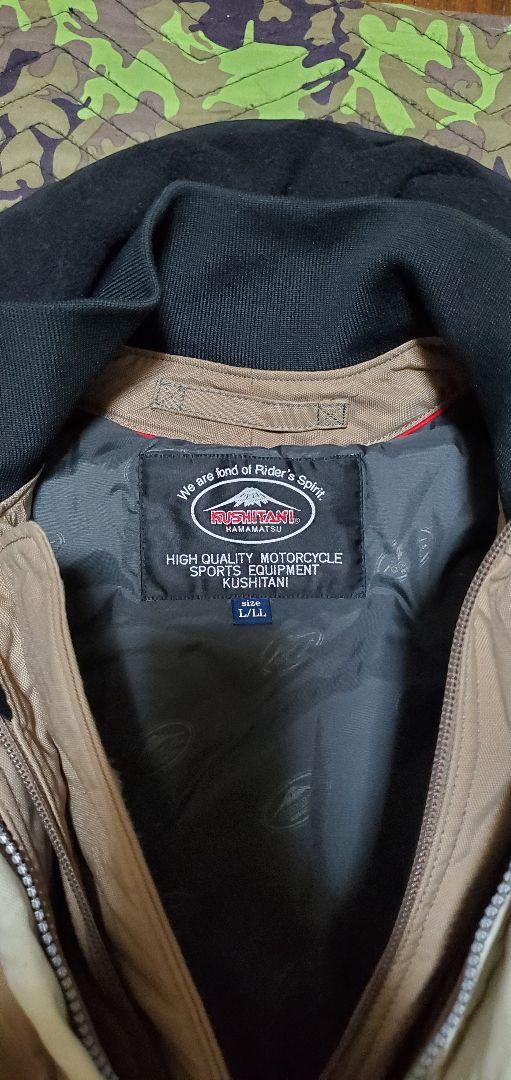 We are fond of Rider's Spirit.
KUSHITANI®
HAMAMATSU
HIGH QUALITY MOTORCYCLE
SPORTS EQUIPMENT
KUSHITANI
size
L/LL